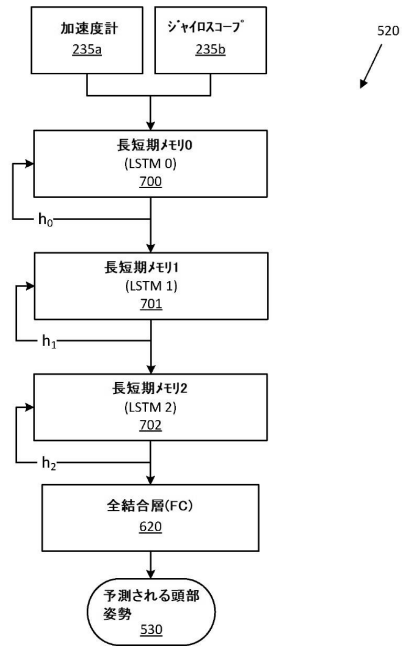 加速度計
235a
ジャイロスコープ
235b
520
長短期メモリ0
(LSTM 0)
700
h0
長短期メモリ1
(LSTM 1)
701
h1
長短期メモリ2
(LSTM 2)
702
h2
全結合層(FC)
620
予測される頭部
姿勢
530